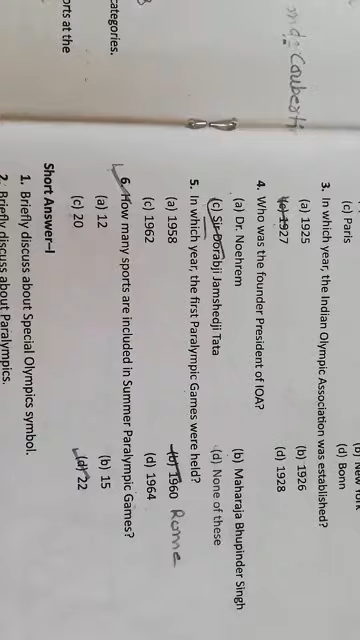 categories.
orts at the
nd: Couberti
(c) Paris
(d) Bonn
3. In which year, the Indian Olympic Association was established?
(a) 1925 (b) 1926
(c) 1927 (d) 1928
4. Who was the founder President of IOA?
(a) Dr. Noehrem (b) Maharaja Bhupinder Singh
(c) Sir Dorabji Jamshedji Tata (d) None of these
5. In which year, the first Paralympic Games were held?
(a) 1958 (b) 1960 Rome
(c) 1962 (d) 1964
6. How many sports are included in Summer Paralympic Games?
(a) 12 (b) 15
(c) 20 (d) 22
Short Answer–I
1. Briefly discuss about Special Olympics symbol.
2. Briefly discuss about Paralympics.